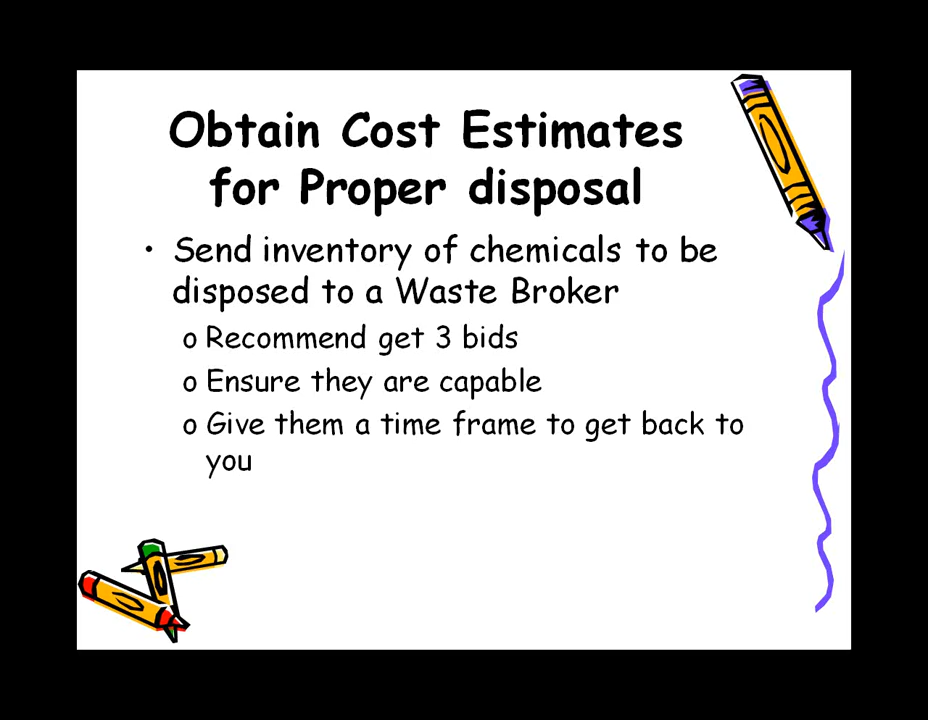 Obtain Cost Estimates
for Proper disposal
• Send inventory of chemicals to be
disposed to a Waste Broker
o Recommend get 3 bids
o Ensure they are capable
o Give them a time frame to get back to
you